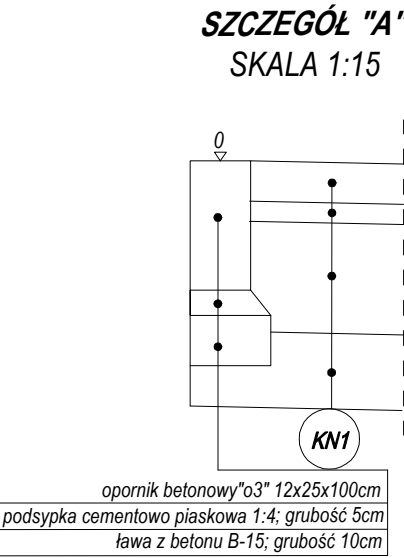 SZCZEGÓŁ "A"
SKALA 1:15
0
KN1
opornik betonowy"o3" 12x25x100cm
podsypka cementowo piaskowa 1:4; grubość 5cm
ława z betonu B-15; grubość 10cm